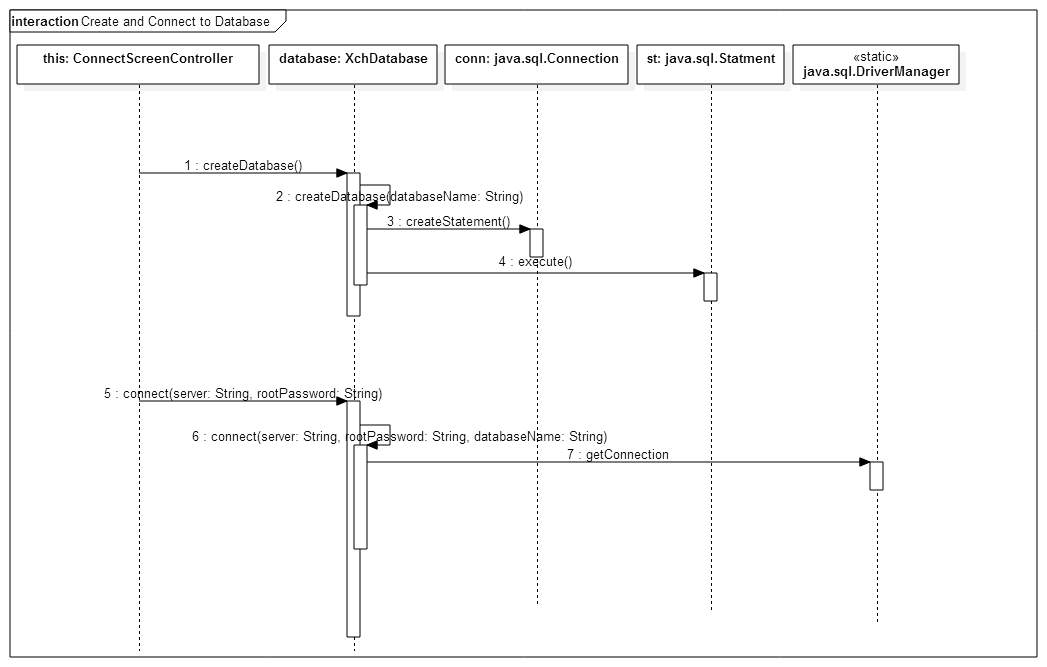 interaction Create and Connect to Database
this: ConnectScreenController
database: XchDatabase
conn: java.sql.Connection
st: java.sql.Statment
«static»
java.sql.DriverManager
1 : createDatabase()
2 : createDatabase(databaseName: String)
3 : createStatement()
4 : execute()
5 : connect(server: String, rootPassword: String)
6 : connect(server: String, rootPassword: String, databaseName: String)
7 : getConnection